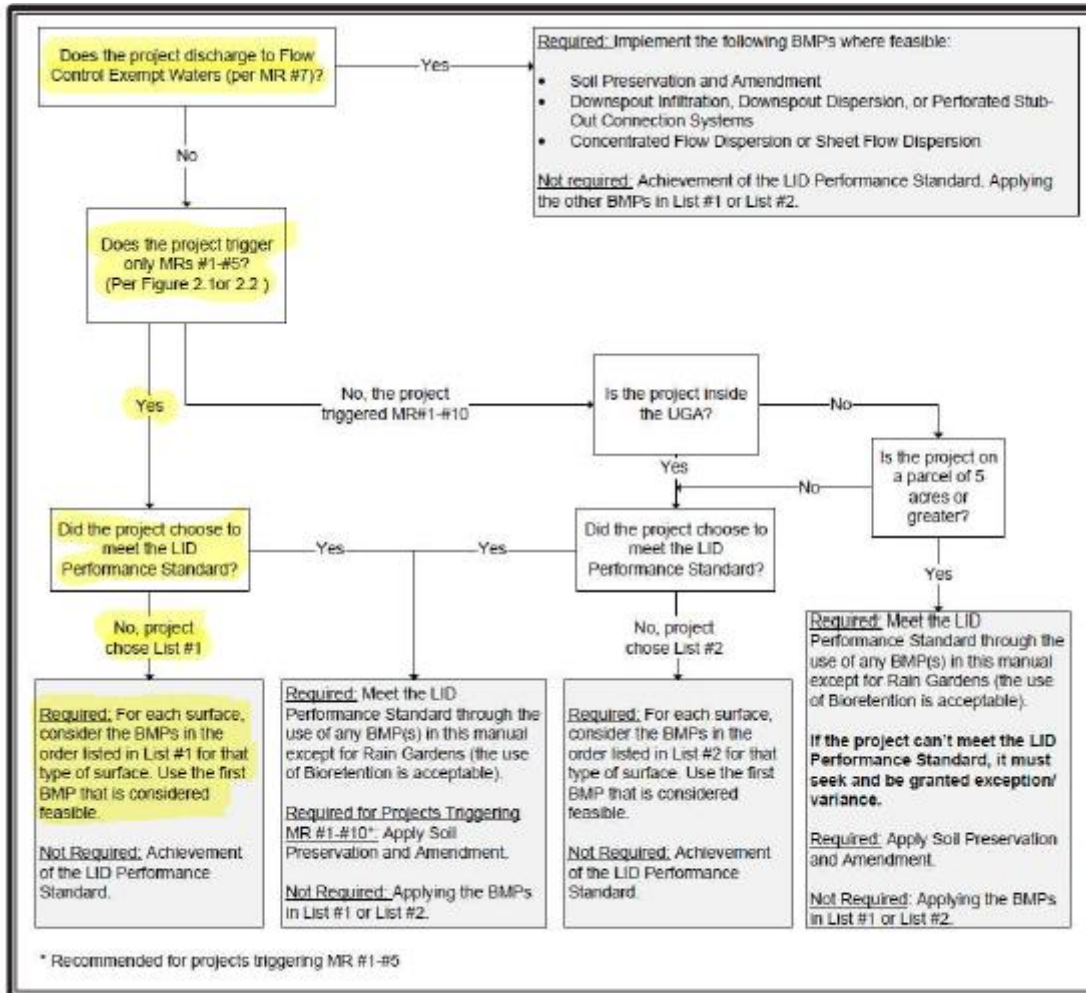 Does the project discharge to Flow
Control Exempt Waters (per MR #7)?
Yes
Required: Implement the following BMPs where feasible:
• Soil Preservation and Amendment
• Downspout Infiltration, Downspout Dispersion, or Perforated Stub-
Out Connection Systems
• Concentrated Flow Dispersion or Sheet Flow Dispersion
Not required: Achievement of the LID Performance Standard. Applying
the other BMPs in List #1 or List #2.
No
Does the project trigger
only MRs #1-#5?
(Per Figure 2.1or 2.2 )
Yes
No, the project
triggered MR#1-#10
Is the project inside
the UGA?
No
Yes
Is the project on
a parcel of 5
acres or
greater?
No
Yes
Did the project choose to
meet the LID
Performance Standard?
Yes
Yes
Did the project choose to
meet the LID
Performance Standard?
No, project
chose List #1
No, project
chose List #2
Required: For each surface,
consider the BMPs in the
order listed in List #1 for that
type of surface. Use the first
BMP that is considered
feasible.
Not Required: Achievement
of the LID Performance
Standard.
Required: Meet the LID
Performance Standard through the
use of any BMP(s) in this manual
except for Rain Gardens (the use
of Bioretention is acceptable).
Required for Projects Triggering
MR #1-#10*: Apply Soil
Preservation and Amendment.
Not Required: Applying the BMPs
in List #1 or List #2.
Required: For each surface,
consider the BMPs in the
order listed in List #2 for that
type of surface. Use the first
BMP that is considered
feasible.
Not Required: Achievement
of the LID Performance
Standard.
Required: Meet the LID
Performance Standard through the
use of any BMP(s) in this manual
except for Rain Gardens (the use
of Bioretention is acceptable).
If the project can't meet the LID
Performance Standard, it must
seek and be granted exception/
variance.
Required: Apply Soil Preservation
and Amendment.
Not Required: Applying the BMPs
in List #1 or List #2.
* Recommended for projects triggering MR #1-#5